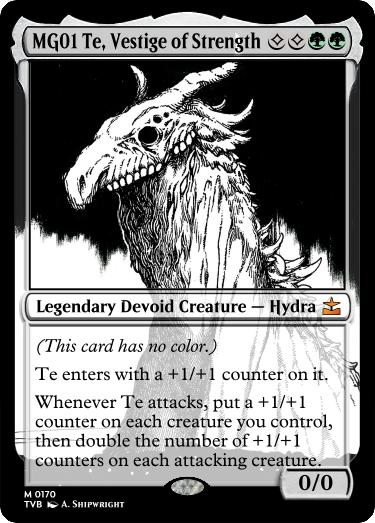 MG01 Te, Vestige of Strength
Legendary Devoid Creature — Hydra
(This card has no color.)
Te enters with a +1/+1 counter on it.
Whenever Te attacks, put a +1/+1
counter on each creature you control,
then double the number of +1/+1
counters on each attacking creature.
0/0
M 0170
TVB A. Shipwright